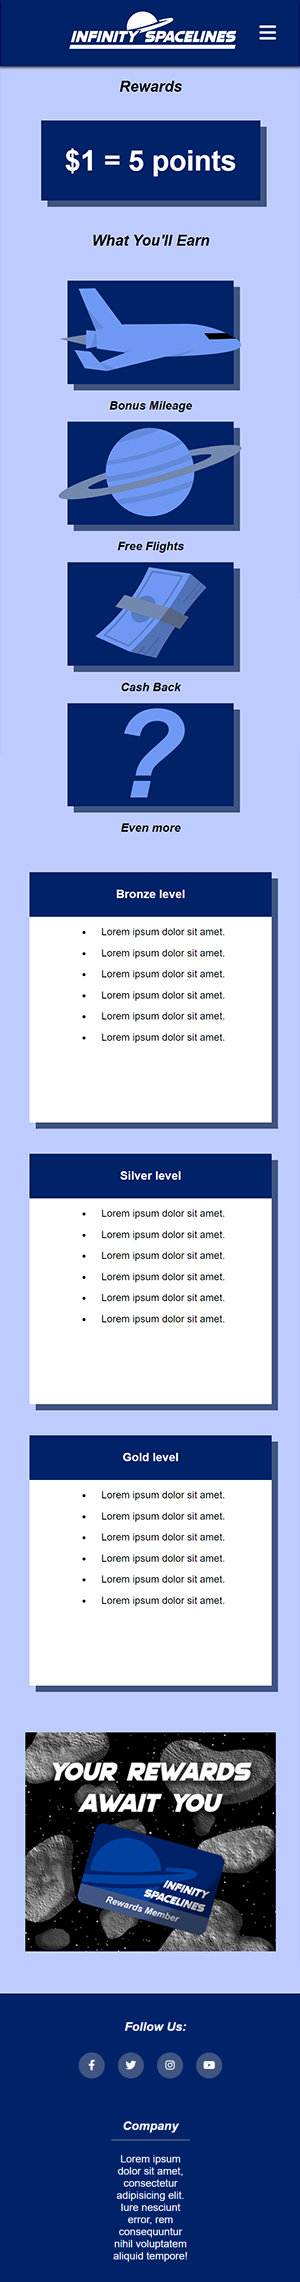 INFINITY SPACELINES
Rewards
$1 = 5 points
What You'll Earn
Bonus Mileage
Free Flights
Cash Back
?
Even more
Bronze level
• Lorem ipsum dolor sit amet.
• Lorem ipsum dolor sit amet.
• Lorem ipsum dolor sit amet.
• Lorem ipsum dolor sit amet.
• Lorem ipsum dolor sit amet.
• Lorem ipsum dolor sit amet.
Silver level
• Lorem ipsum dolor sit amet.
• Lorem ipsum dolor sit amet.
• Lorem ipsum dolor sit amet.
• Lorem ipsum dolor sit amet.
• Lorem ipsum dolor sit amet.
• Lorem ipsum dolor sit amet.
Gold level
• Lorem ipsum dolor sit amet.
• Lorem ipsum dolor sit amet.
• Lorem ipsum dolor sit amet.
• Lorem ipsum dolor sit amet.
• Lorem ipsum dolor sit amet.
• Lorem ipsum dolor sit amet.
YOUR REWARDS
AWAIT YOU
INFINITY
SPACELINES
Rewards Member
Follow Us:
Company
Lorem ipsum
dolor sit amet,
consectetur
adipisicing elit.
Iure nesciunt
error, rem
consequuntur
nihil voluptatem
aliquid tempore!